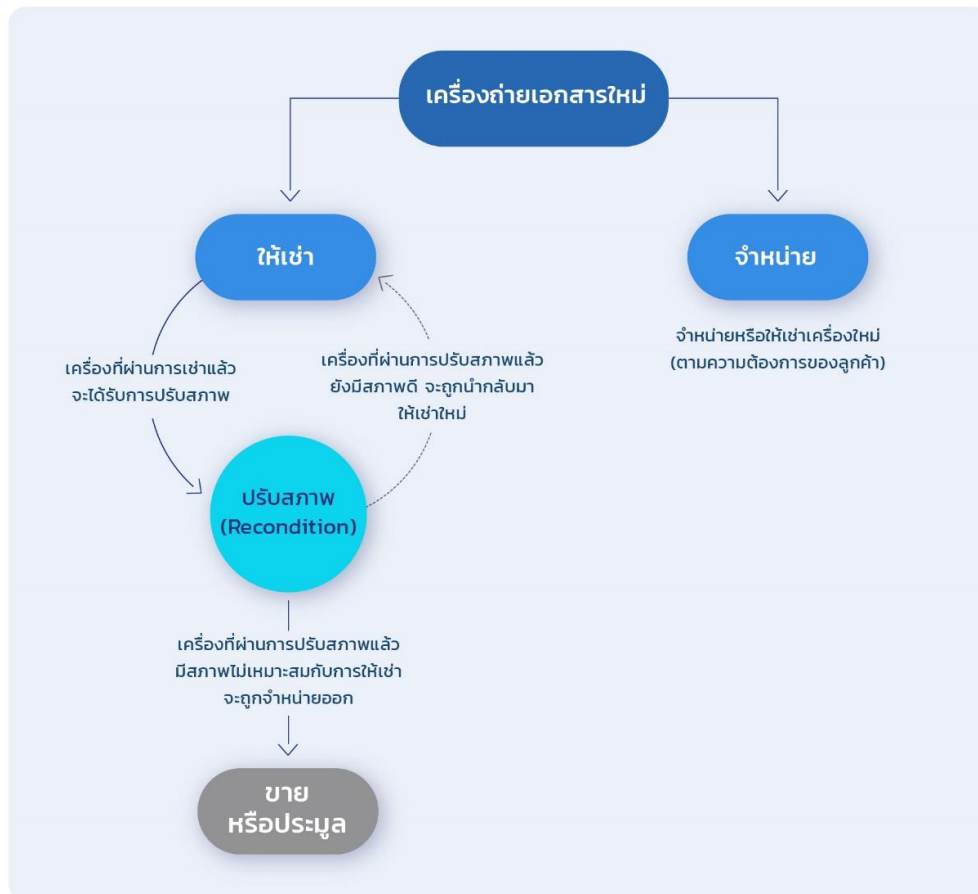 เครื่องถ่ายเอกสารใหม่
ให้เช่า
จำหน่าย
จำหน่ายหรือให้เช่าเครื่องใหม่
(ตามความต้องการของลูกค้า)
เครื่องที่ผ่านการเช่าแล้ว
จะได้รับการปรับสภาพ
เครื่องที่ผ่านการปรับสภาพแล้ว
ยังมีสภาพดี จะถูกนำกลับมา
ให้เช่าใหม่
ปรับสภาพ
(Recondition)
เครื่องที่ผ่านการปรับสภาพแล้ว
มีสภาพไม่เหมาะสมกับการให้เช่า
จะถูกจำหน่ายออก
ขาย
หรือประมูล